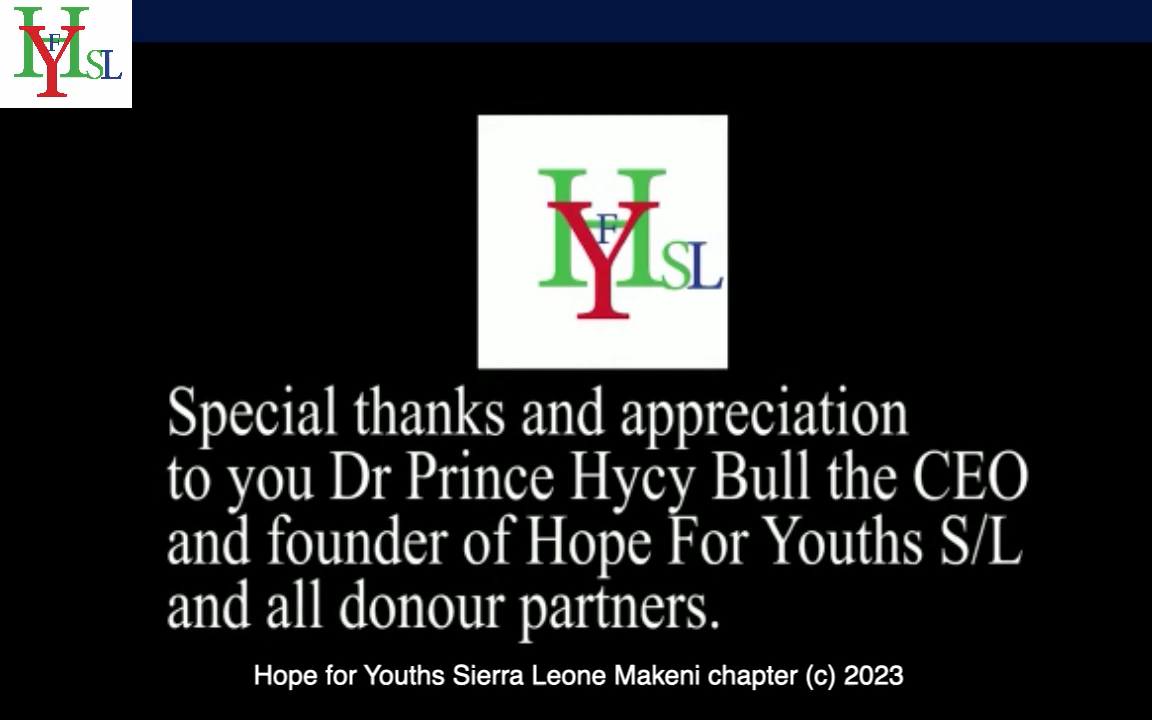 HYFSL
HYFSL
Special thanks and appreciation
to you Dr Prince Hycy Bull the CEO
and founder of Hope For Youths S/L
and all donour partners.
Hope for Youths Sierra Leone Makeni chapter (c) 2023